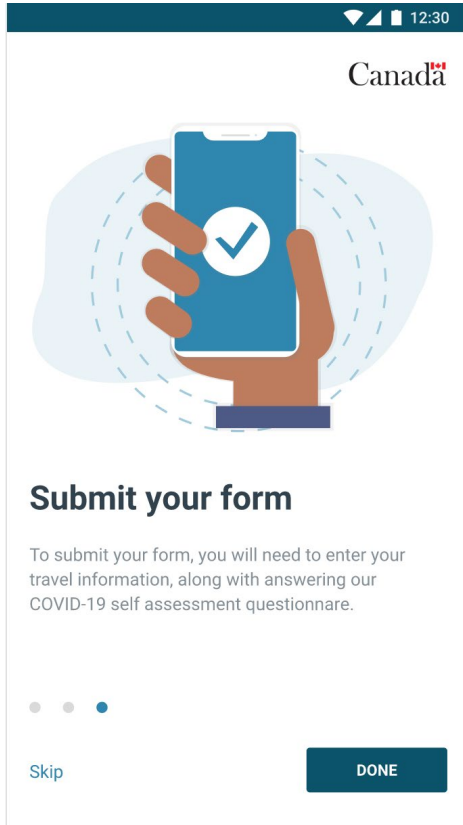 12:30
Canada
Submit your form
To submit your form, you will need to enter your
travel information, along with answering our
COVID-19 self assessment questionnare.
Skip
DONE